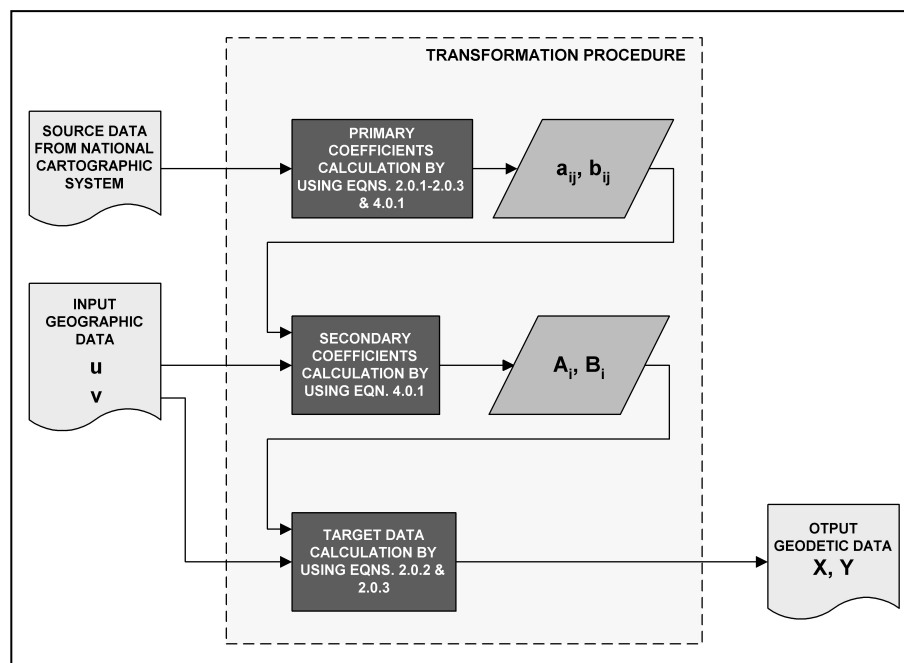 TRANSFORMATION PROCEDURE
SOURCE DATA
FROM NATIONAL
CARTOGRAPHIC
SYSTEM
PRIMARY
COEFFICIENTS
CALCULATION BY
USING EQNS. 2.0.1-2.0.3
& 4.0.1
aij, bij
INPUT
GEOGRAPHIC
DATA
u
v
SECONDARY
COEFFICIENTS
CALCULATION BY
USING EQN. 4.0.1
Ai, Bi
TARGET DATA
CALCULATION BY
USING EQNS. 2.0.2 &
2.0.3
OTPUT
GEODETIC DATA
X, Y